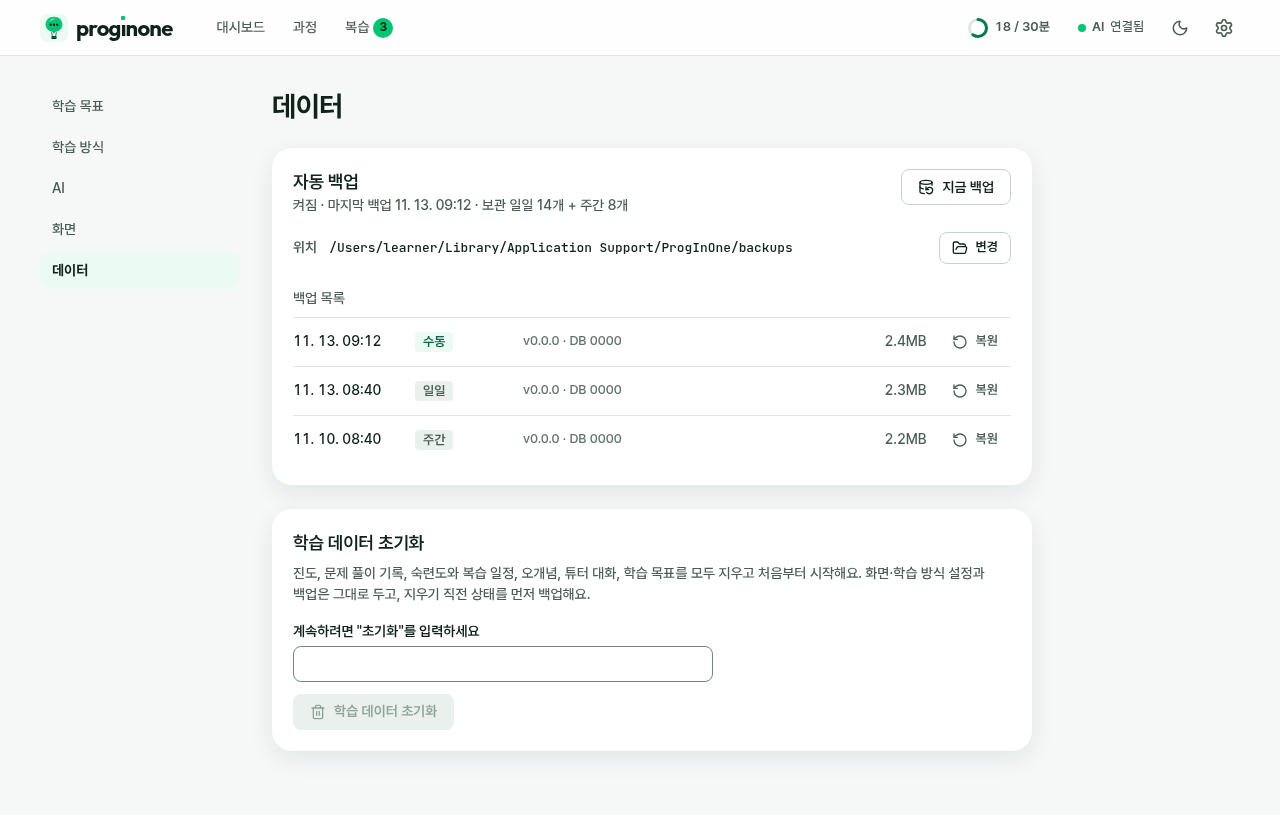 proginone
대시보드
과정
복습 3
18 / 30분
AI 연결됨
학습 목표
학습 방식
AI
화면
데이터
데이터
자동 백업
켜짐 · 마지막 백업 11. 13. 09:12 · 보관 일일 14개 + 주간 8개
지금 백업
위치 /Users/learner/Library/Application Support/ProgInOne/backups
변경
백업 목록
11. 13. 09:12 수동 v0.0.0 · DB 0000 2.4MB 복원
11. 13. 08:40 일일 v0.0.0 · DB 0000 2.3MB 복원
11. 10. 08:40 주간 v0.0.0 · DB 0000 2.2MB 복원
학습 데이터 초기화
진도, 문제 풀이 기록, 숙련도와 복습 일정, 오개념, 튜터 대화, 학습 목표를 모두 지우고 처음부터 시작해요. 화면·학습 방식 설정과
백업은 그대로 두고, 지우기 직전 상태를 먼저 백업해요.
계속하려면 "초기화"를 입력하세요
학습 데이터 초기화